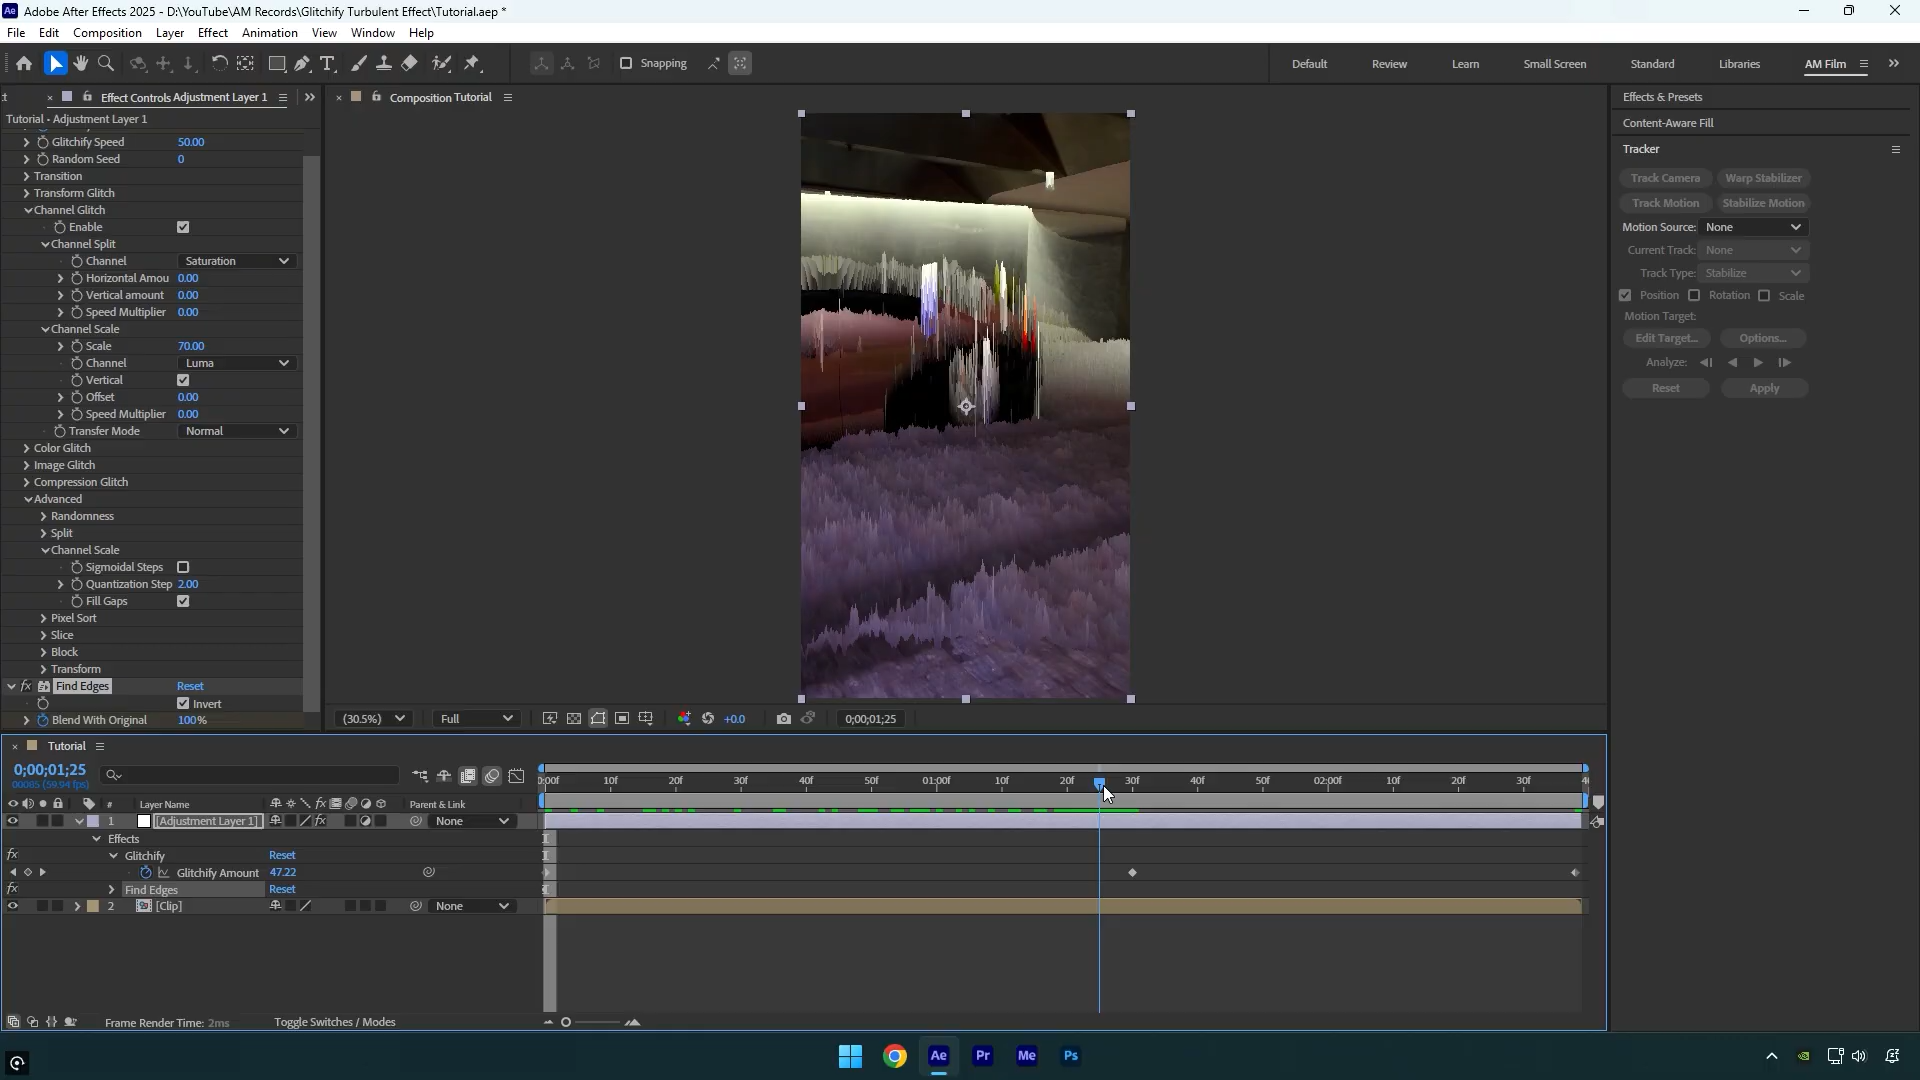 Adobe After Effects 2025 - D:\YouTube\AM Records\Glitchify Turbulent Effect\Tutorial.aep *
File Edit Composition Layer Effect Animation View Window Help
Snapping
Default Review Learn Small Screen Standard Libraries AM Film
Effect Controls Adjustment Layer 1
Composition Tutorial
Tutorial • Adjustment Layer 1
Glitchify Speed 50.00
Random Seed 0
Transition
Transform Glitch
Channel Glitch
Enable
Channel Split
Channel Saturation
Horizontal Amou 0.00
Vertical amount 0.00
Speed Multiplier 0.00
Channel Scale
Scale 70.00
Channel Luma
Vertical
Offset 0.00
Speed Multiplier 0.00
Transfer Mode Normal
Color Glitch
Image Glitch
Compression Glitch
Advanced
Randomness
Split
Channel Scale
Sigmoidal Steps
Quantization Step 2.00
Fill Gaps
Pixel Sort
Slice
Block
Transform
fx Find Edges Reset
Invert
Blend With Original 100%
(30.5%) Full +0.0 0;00;01;25
Effects & Presets
Content-Aware Fill
Tracker
Track Camera Warp Stabilizer
Track Motion Stabilize Motion
Motion Source: None
Current Track: None
Track Type: Stabilize
Position Rotation Scale
Motion Target:
Edit Target... Options...
Analyze:
Reset Apply
Tutorial
0;00;01;25
00085 (59.94 fps)
0:00f 10f 20f 30f 40f 50f 01:00f 10f 20f 30f 40f 50f 02:00f 10f 20f 30f
# Layer Name fx Parent & Link
1 [Adjustment Layer 1] fx None
Effects
fx Glitchify Reset
Glitchify Amount 47.22
fx Find Edges Reset
2 [Clip] None
Frame Render Time: 2ms Toggle Switches / Modes
Ae Pr Me Ps